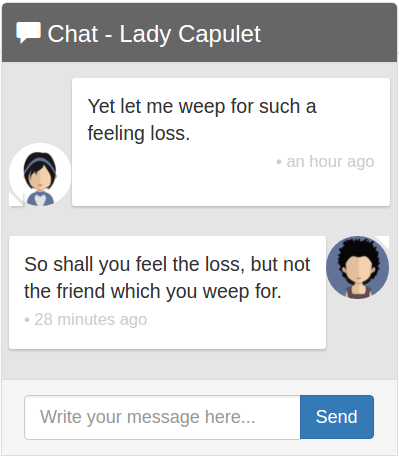 Chat - Lady Capulet
Yet let me weep for such a
feeling loss.
• an hour ago
So shall you feel the loss, but not
the friend which you weep for.
• 28 minutes ago
Write your message here...
Send